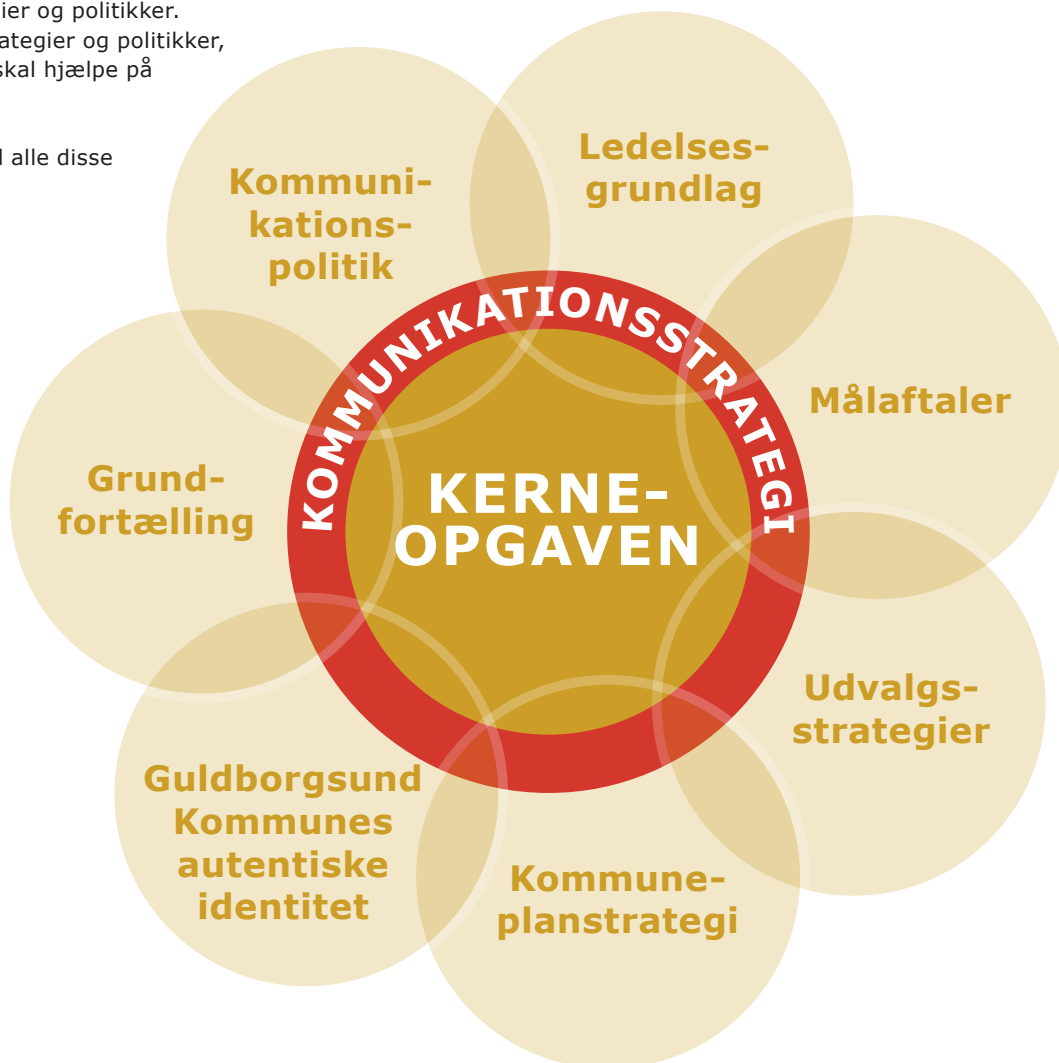 ier og politikker.
ategier og politikker,
skal hjælpe på
alle disse
Kommuni-
kations-
politik
Ledelses-
grundlag
Målaftaler
Udvalgs-
strategier
Kommune-
planstrategi
Guldborgsund
Kommunes
autentiske
identitet
Grund-
fortælling
KOMMUNIKATIONSSTRATEGI
KERNE-
OPGAVEN